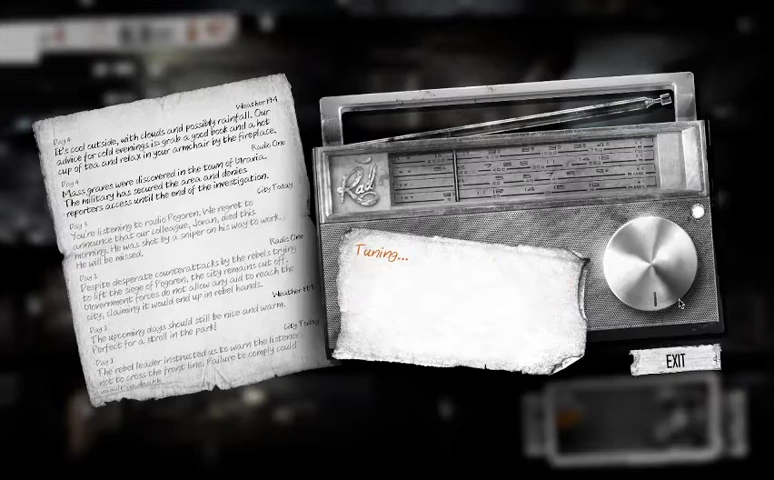 Weather FM
Day 4
It's cool outside, with clouds and possibly rainfall. Our
advice for cold evenings is: grab a good book and a hot
cup of tea and relax in your armchair by the fireplace.
Radio One
Day 4
Mass graves were discovered in the town of Urania.
The military has secured the area and denies
reporters access until the end of the investigation.
City Today
Day 3
You're listening to radio Pogoren. We regret to
announce that our colleague, Joran, died this
morning. He was shot by a sniper on his way to work...
He will be missed.
Radio One
Day 2
Despite desperate counterattacks by the rebels trying
to lift the siege of Pogoren, the city remains cut off.
Government forces do not allow any aid to reach the
city, claiming it would end up in rebel hands.
Weather FM
Day 2
The upcoming days should still be nice and warm.
Perfect for a stroll in the park!
City Today
Day 2
The rebel leader instructed us to warn the listeners
not to cross the front line. Failure to comply could
result in death.
Rad
Tuning...
EXIT